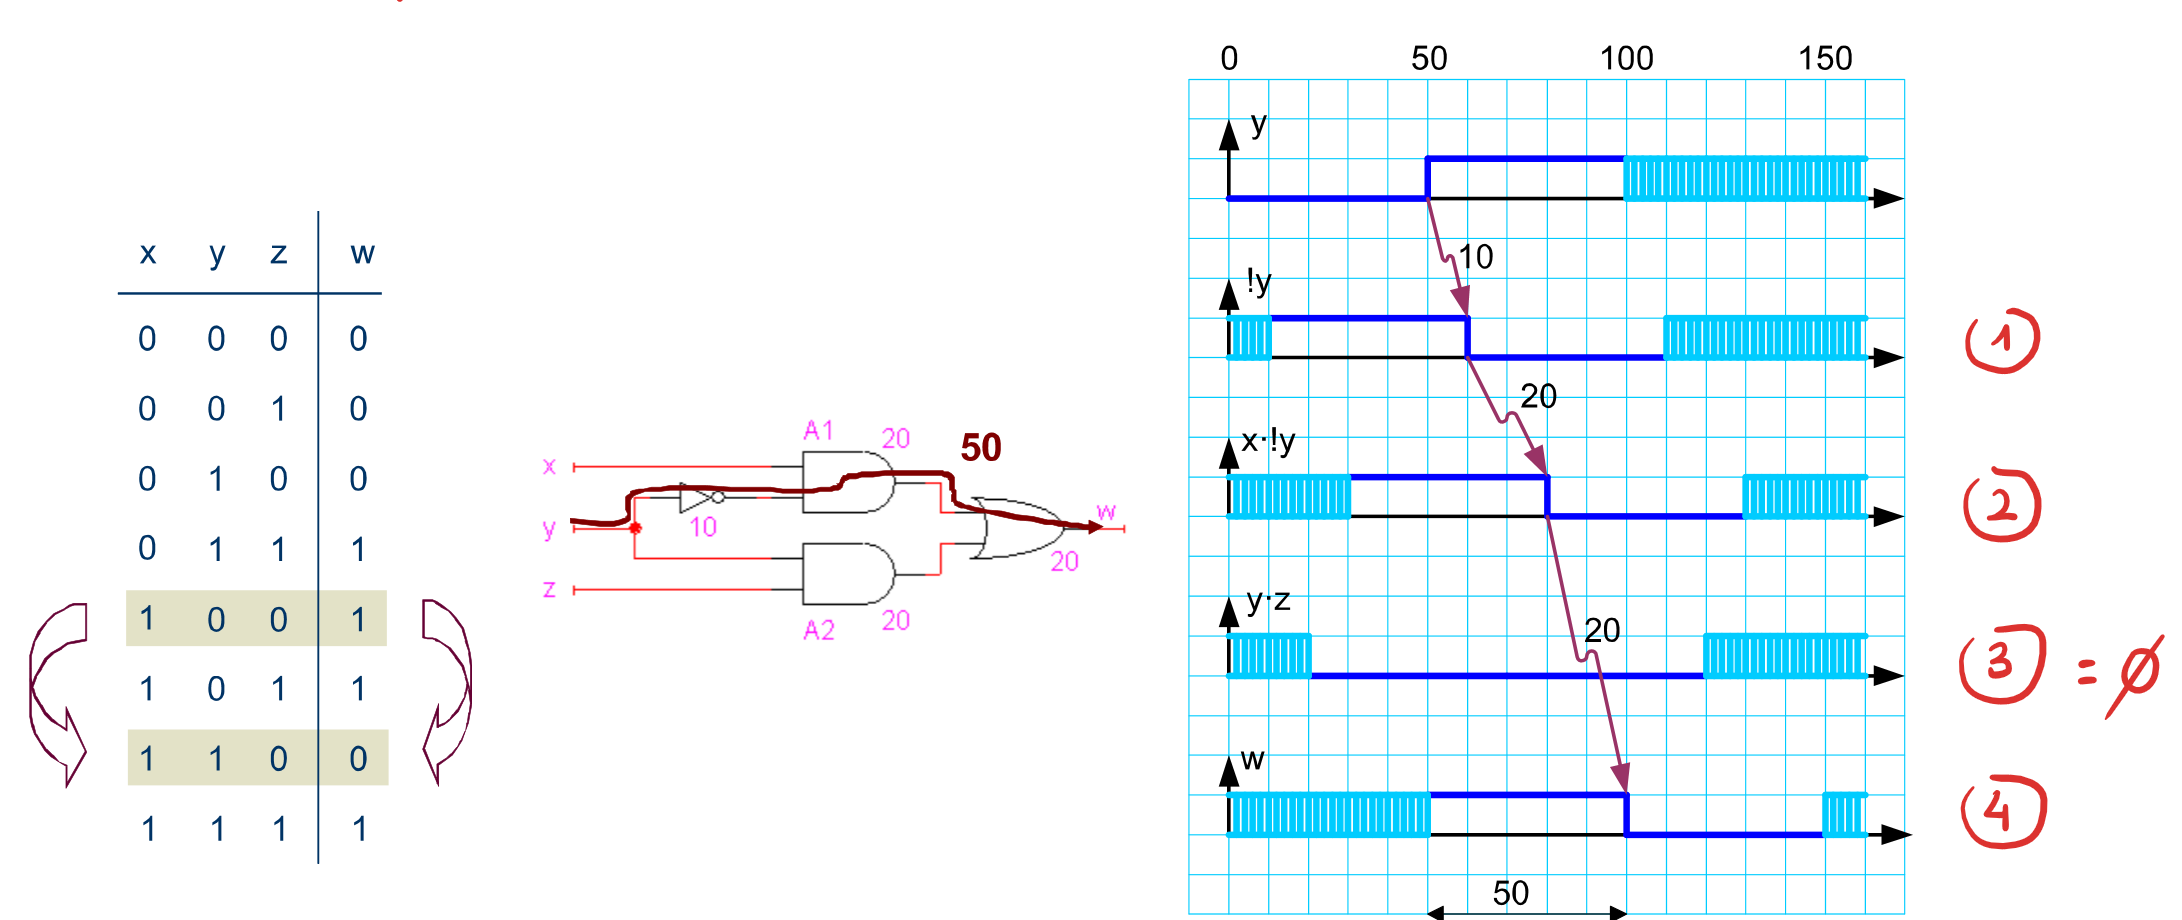 x y z w
0 0 0 0
0 0 1 0
0 1 0 0
0 1 1 1
1 0 0 1
1 0 1 1
1 1 0 0
1 1 1 1
A1 20 50
x
10
y
w
20
z
A2 20
0 50 100 150
y
10
!y
1
20
x·!y
2
y·z
20
3 = ø
w
4
50